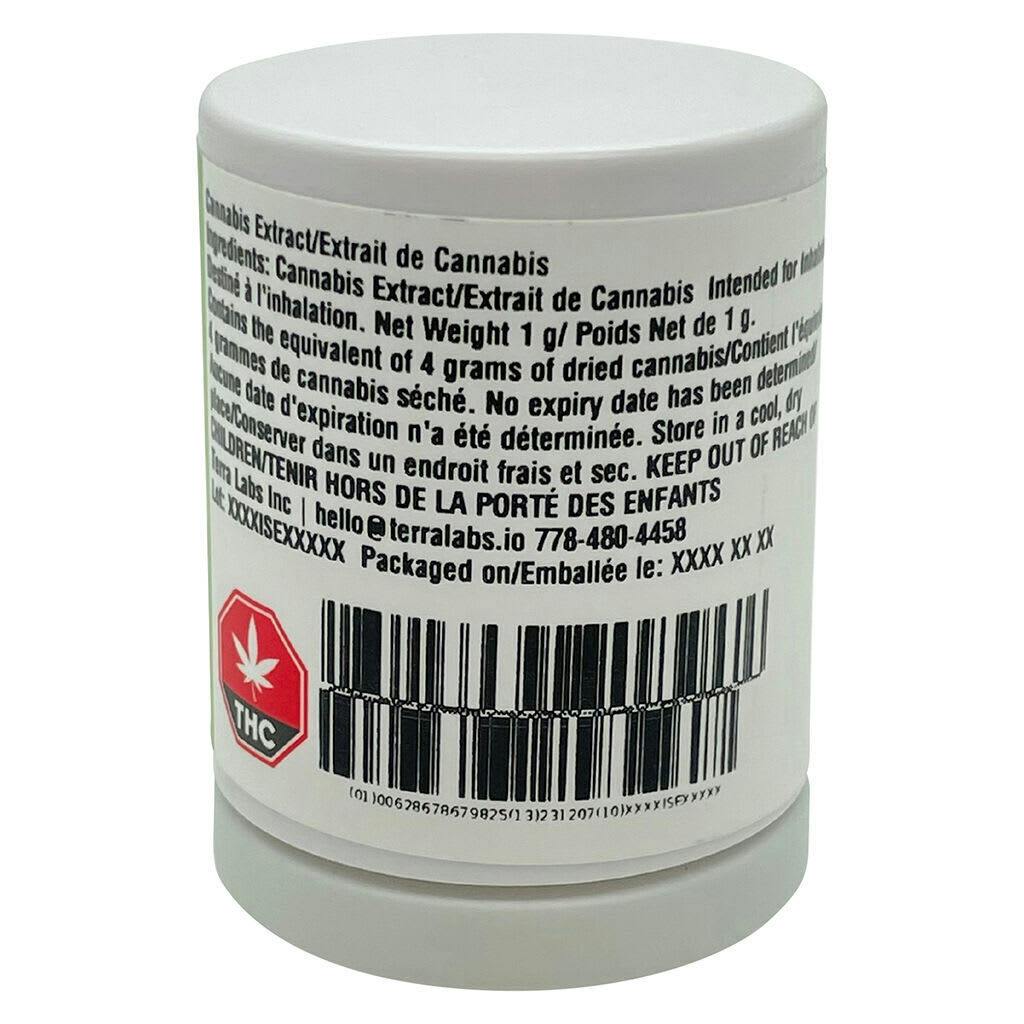 Cannabis Extract/Extrait de Cannabis
Ingredients: Cannabis Extract/Extrait de Cannabis Intended for
Destiné à l'inhalation. Net Weight 1 g/ Poids Net de 1 g.
Contains the equivalent of 4 grams of dried cannabis/Contient
4 grammes de cannabis séché. No expiry date has been determined/
Aucune date d'expiration n'a été déterminée. Store in a cool, dry
place/Conserver dans un endroit frais et sec. KEEP OUT OF REACH OF
CHILDREN/TENIR HORS DE LA PORTÉ DES ENFANTS
Terra Labs Inc | hello@terralabs.io 778-480-4458
Lot: XXXXISEXXXXX Packaged on/Emballée le: XXXX XX XX
THC
(01)00628678679825(13)231207(10)XXXXISEXXXXX